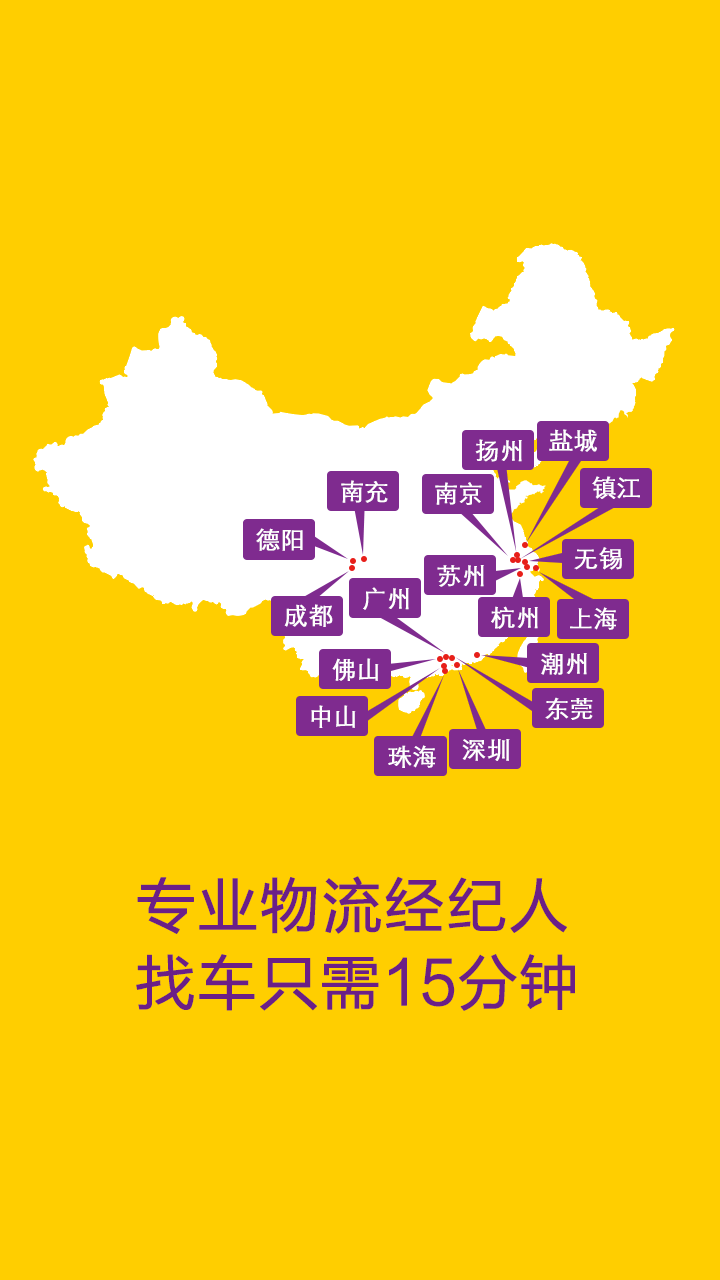 盐城
扬州
镇江
南充
南京
德阳
无锡
苏州
广州
成都
杭州
上海
佛山
潮州
中山
东莞
珠海
深圳
专业物流经纪人
找车只需15分钟